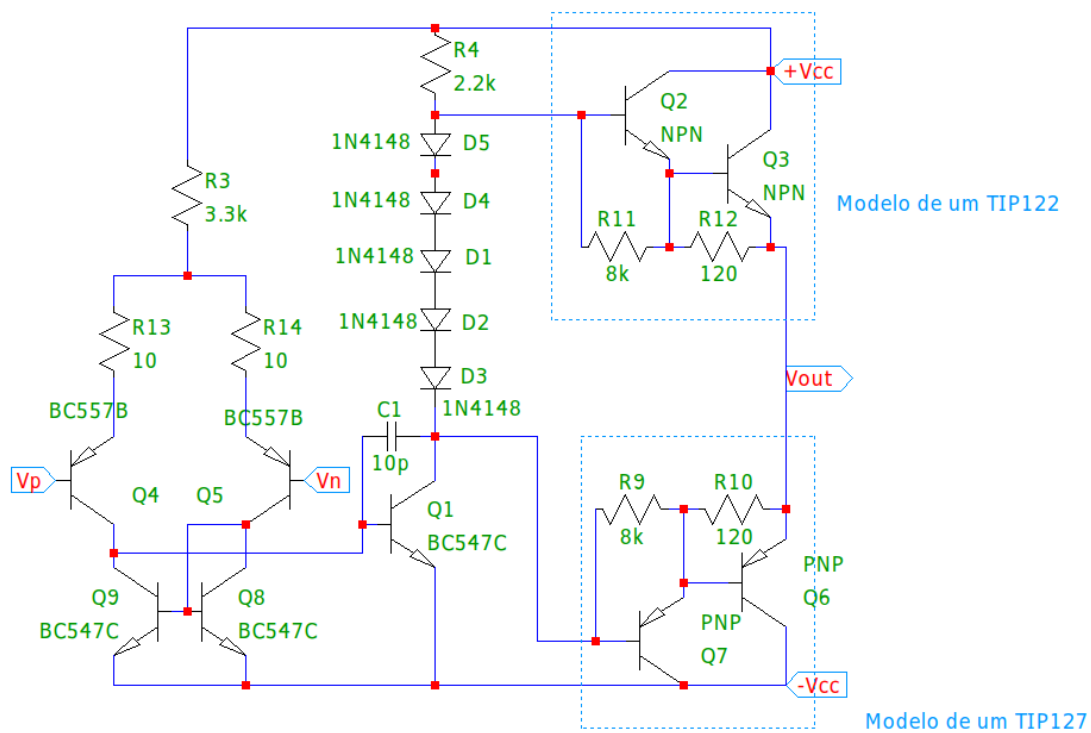 R4
2.2k
+Vcc
Q2
NPN
1N4148
D5
Q3
NPN
R3
3.3k
1N4148
D4
Modelo de um TIP122
R11
8k
R12
120
1N4148
D1
R13
10
R14
10
1N4148
D2
Vout
D3
1N4148
BC557B
BC557B
C1
10p
Vp
Vn
Q4
Q5
R9
8k
R10
120
Q1
BC547C
PNP
Q6
Q9
BC547C
Q8
BC547C
PNP
Q7
-Vcc
Modelo de um TIP127